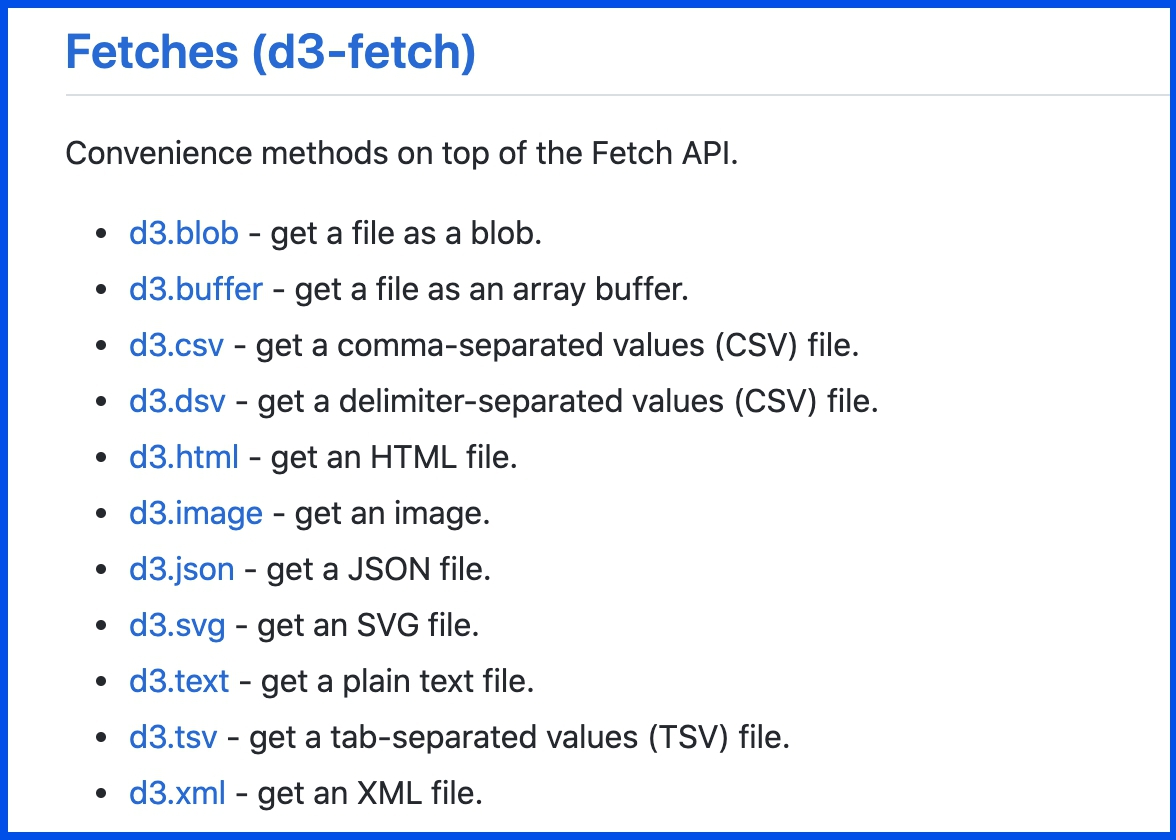 Fetches (d3-fetch)
Convenience methods on top of the Fetch API.
• d3.blob - get a file as a blob.
• d3.buffer - get a file as an array buffer.
• d3.csv - get a comma-separated values (CSV) file.
• d3.dsv - get a delimiter-separated values (CSV) file.
• d3.html - get an HTML file.
• d3.image - get an image.
• d3.json - get a JSON file.
• d3.svg - get an SVG file.
• d3.text - get a plain text file.
• d3.tsv - get a tab-separated values (TSV) file.
• d3.xml - get an XML file.